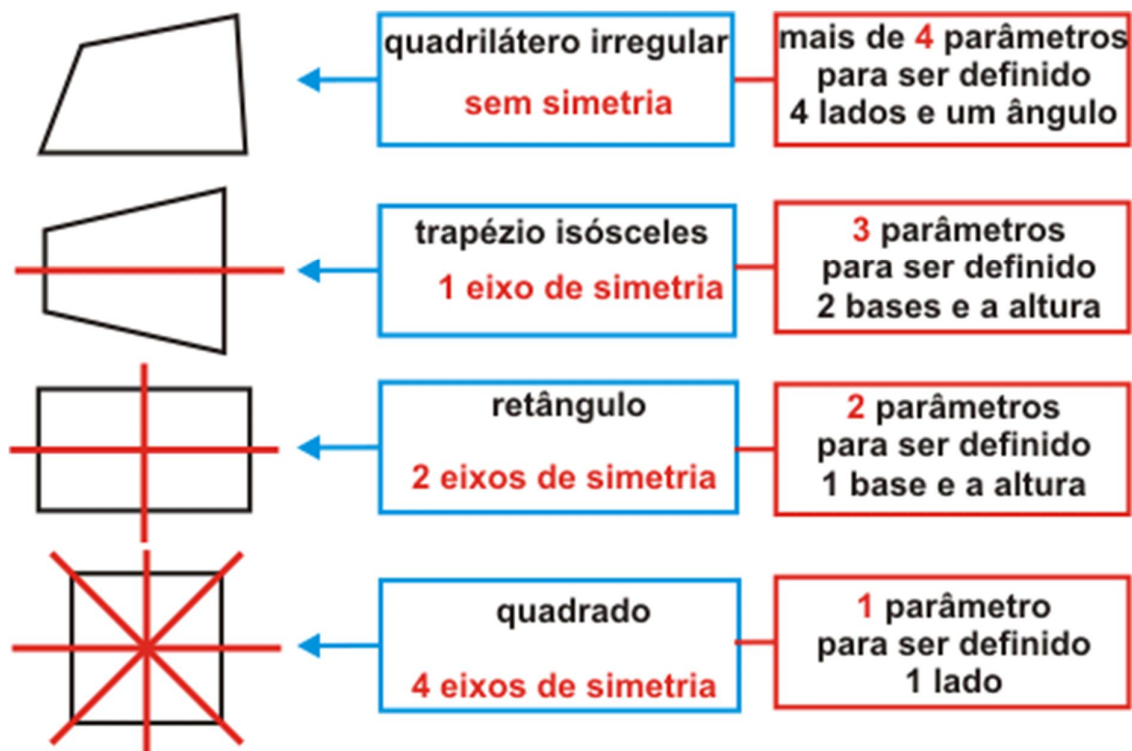 quadrilátero irregular
sem simetria
mais de 4 parâmetros
para ser definido
4 lados e um ângulo
trapézio isósceles
1 eixo de simetria
3 parâmetros
para ser definido
2 bases e a altura
retângulo
2 eixos de simetria
2 parâmetros
para ser definido
1 base e a altura
quadrado
4 eixos de simetria
1 parâmetro
para ser definido
1 lado